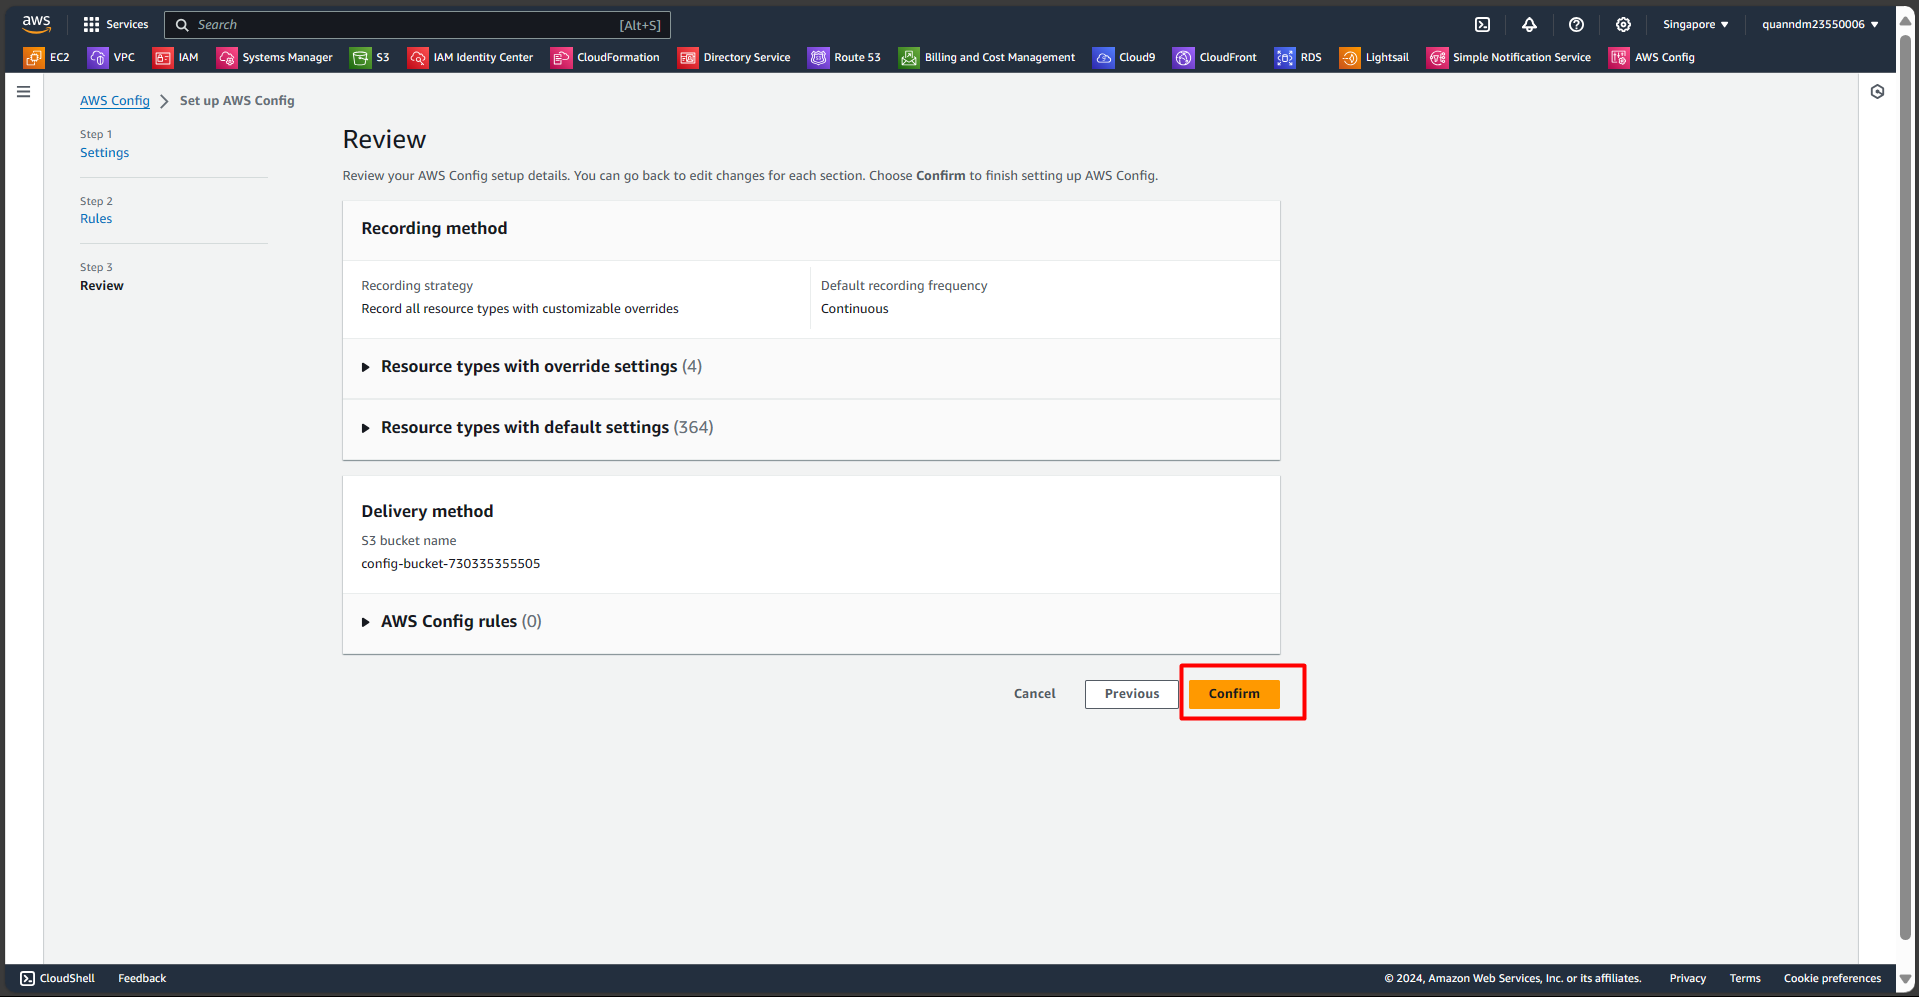 aws
Services
Search
[Alt+S]
Singapore
quanndm23550006
EC2
VPC
IAM
Systems Manager
S3
IAM Identity Center
CloudFormation
Directory Service
Route 53
Billing and Cost Management
Cloud9
CloudFront
RDS
Lightsail
Simple Notification Service
AWS Config
AWS Config
Set up AWS Config
Step 1
Settings
Step 2
Rules
Step 3
Review
Review
Review your AWS Config setup details. You can go back to edit changes for each section. Choose Confirm to finish setting up AWS Config.
Recording method
Recording strategy
Record all resource types with customizable overrides
Default recording frequency
Continuous
Resource types with override settings (4)
Resource types with default settings (364)
Delivery method
S3 bucket name
config-bucket-730335355505
AWS Config rules (0)
Cancel
Previous
Confirm
CloudShell
Feedback
© 2024, Amazon Web Services, Inc. or its affiliates.
Privacy
Terms
Cookie preferences